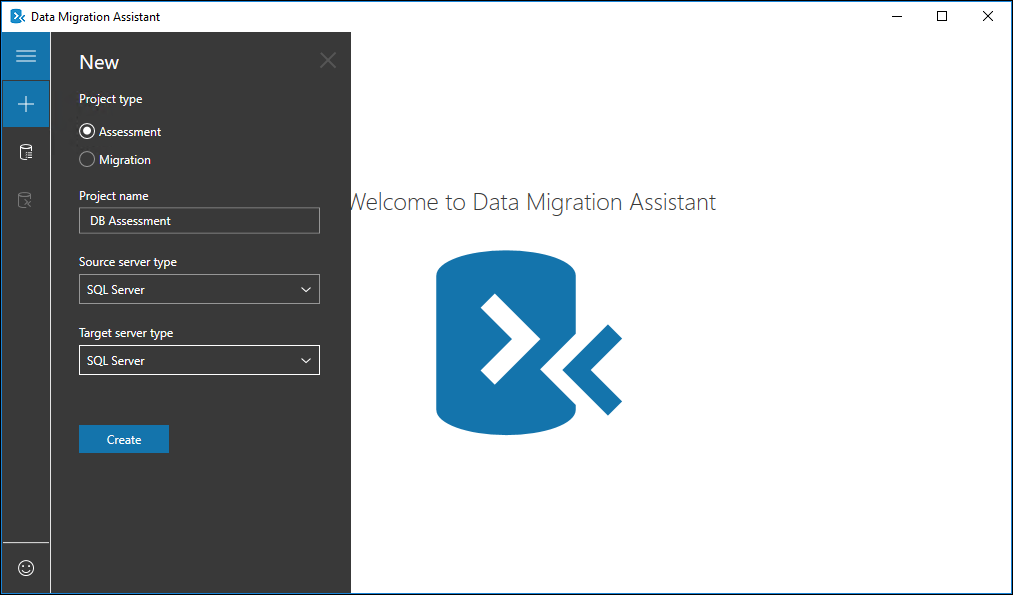 Data Migration Assistant
New
Project type
Assessment
Migration
Project name
DB Assessment
Source server type
SQL Server
Target server type
SQL Server
Create
Welcome to Data Migration Assistant